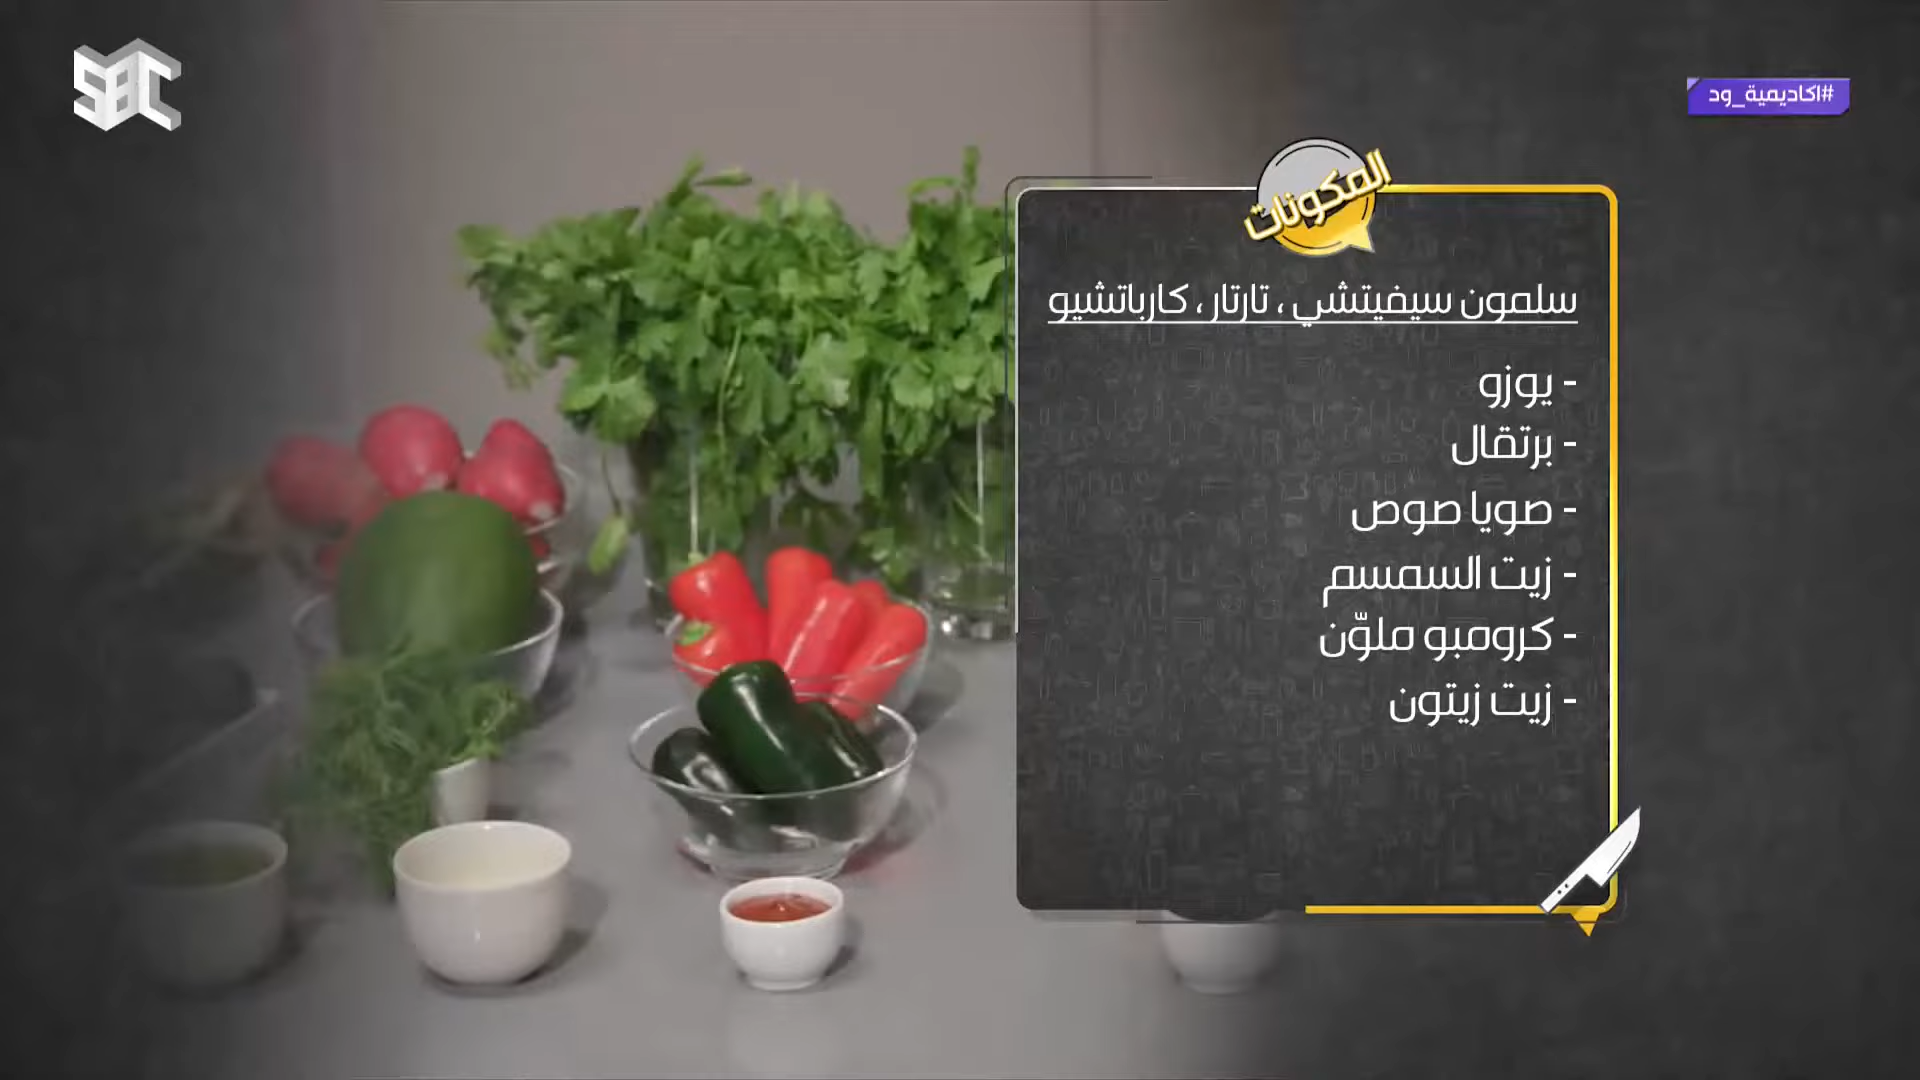 SBC
#اكاديمية_ود
المكونات
سلمون سيفيتشي ، تارتار ، كارباتشيو
- يوزو
- برتقال
- صويا صوص
- زيت السمسم
- كرومبو ملوّن
- زيت زيتون